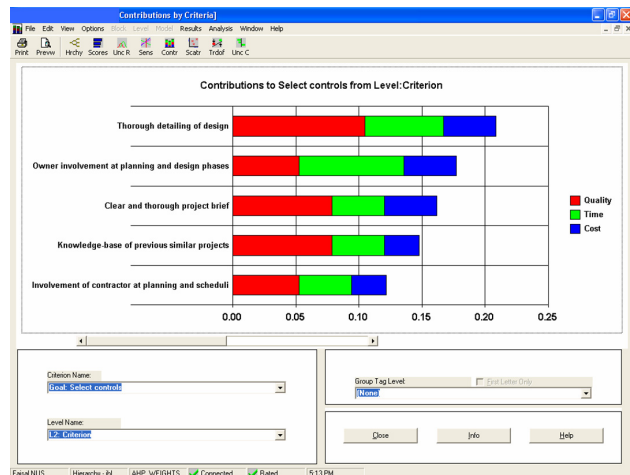 Contributions by Criteria]
File Edit View Options Block Level Model Results Analysis Window Help
Print Prevw Hrchy Scores Unc R Sens Contr Scatr Trdof Unc C
Contributions to Select controls from Level:Criterion
Thorough detailing of design
Owner involvement at planning and design phases
Clear and thorough project brief
Knowledge-base of previous similar projects
Involvement of contractor at planning and scheduli
Quality
Time
Cost
0.00 0.05 0.10 0.15 0.20 0.25
Criterion Name:
Goal: Select controls
Level Name:
L2: Criterion
Group Tag Level:
First Letter Only
[None]
Close Info Help
Faisal NUS Hierarchy - jbl AHP_WEIGHTS Connected Rated 5:13 PM